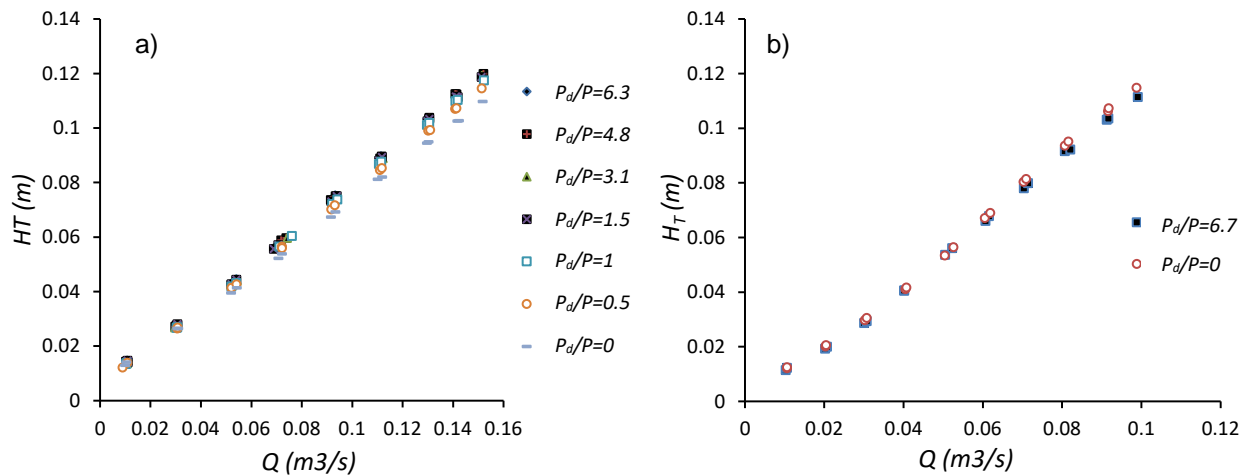 a)
HT (m)
0.14
0.12
0.1
0.08
0.06
0.04
0.02
0
0 0.02 0.04 0.06 0.08 0.1 0.12 0.14 0.16
Q (m3/s)
Pd/P=6.3
Pd/P=4.8
Pd/P=3.1
Pd/P=1.5
Pd/P=1
Pd/P=0.5
Pd/P=0
b)
HT (m)
0.14
0.12
0.1
0.08
0.06
0.04
0.02
0
0 0.02 0.04 0.06 0.08 0.1 0.12
Q (m3/s)
Pd/P=6.7
Pd/P=0